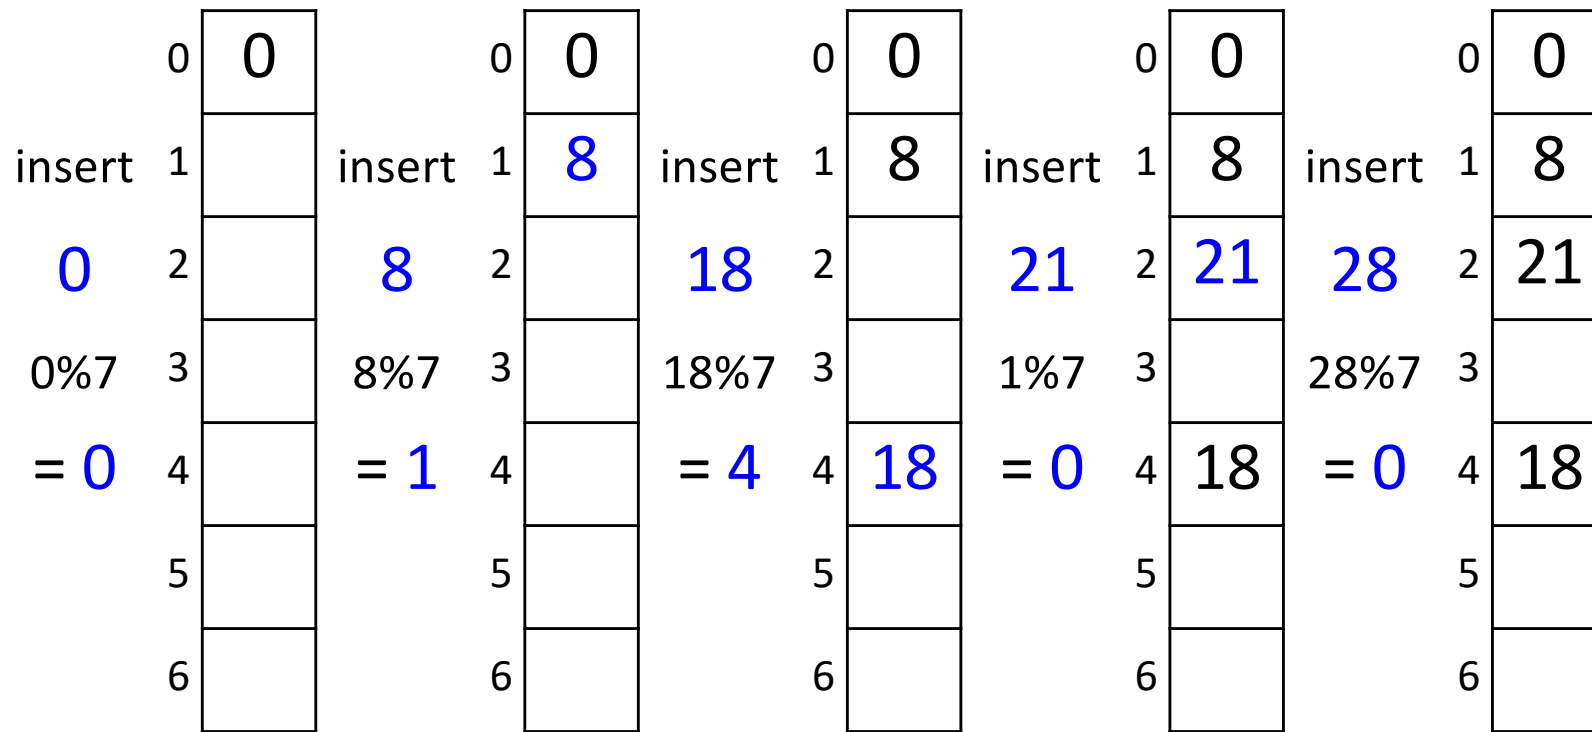 0 0 0 0 0 0 0 0 0 0
insert 1 insert 1 8 insert 1 8 insert 1 8 insert 1 8
0 2 8 2 18 2 21 2 21 28 2 21
0%7 3 8%7 3 18%7 3 1%7 3 28%7 3
= 0 4 = 1 4 = 4 4 18 = 0 4 18 = 0 4 18
5 5 5 5 5
6 6 6 6 6